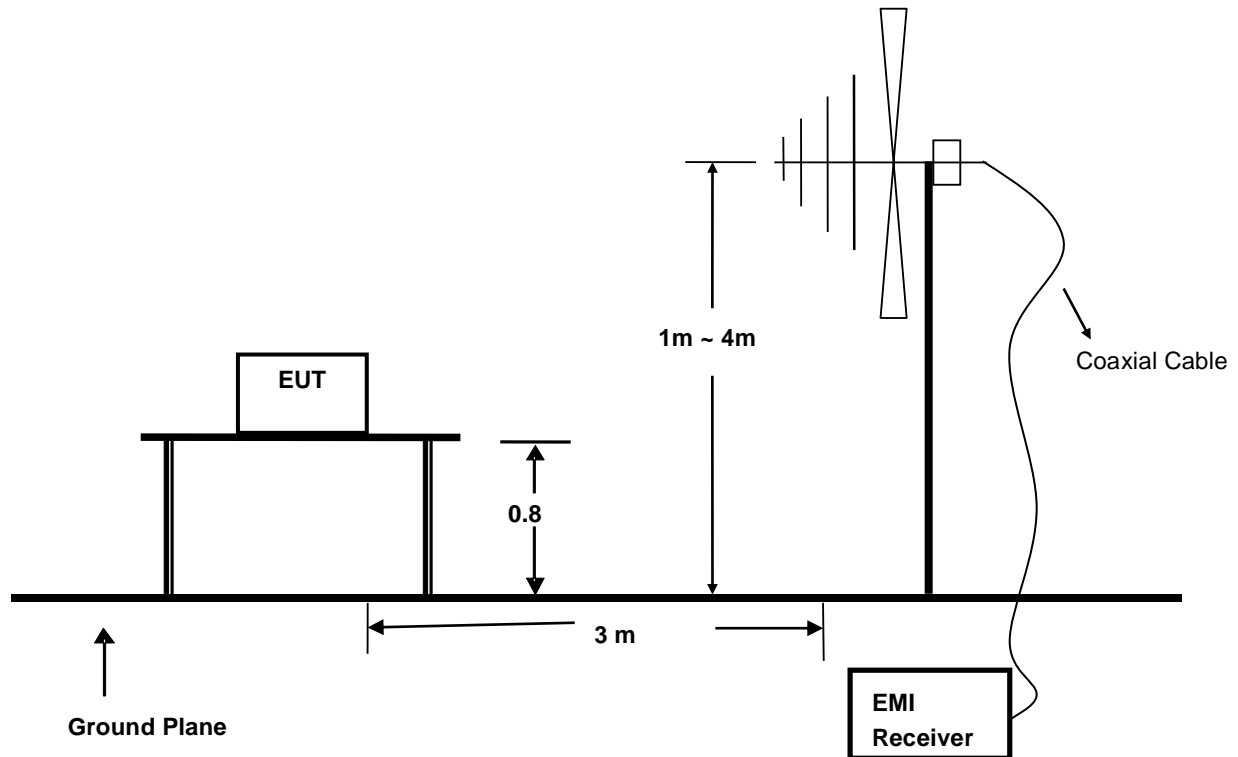 1m ~ 4m
Coaxial Cable
EUT
0.8
3 m
Ground Plane
EMI
Receiver